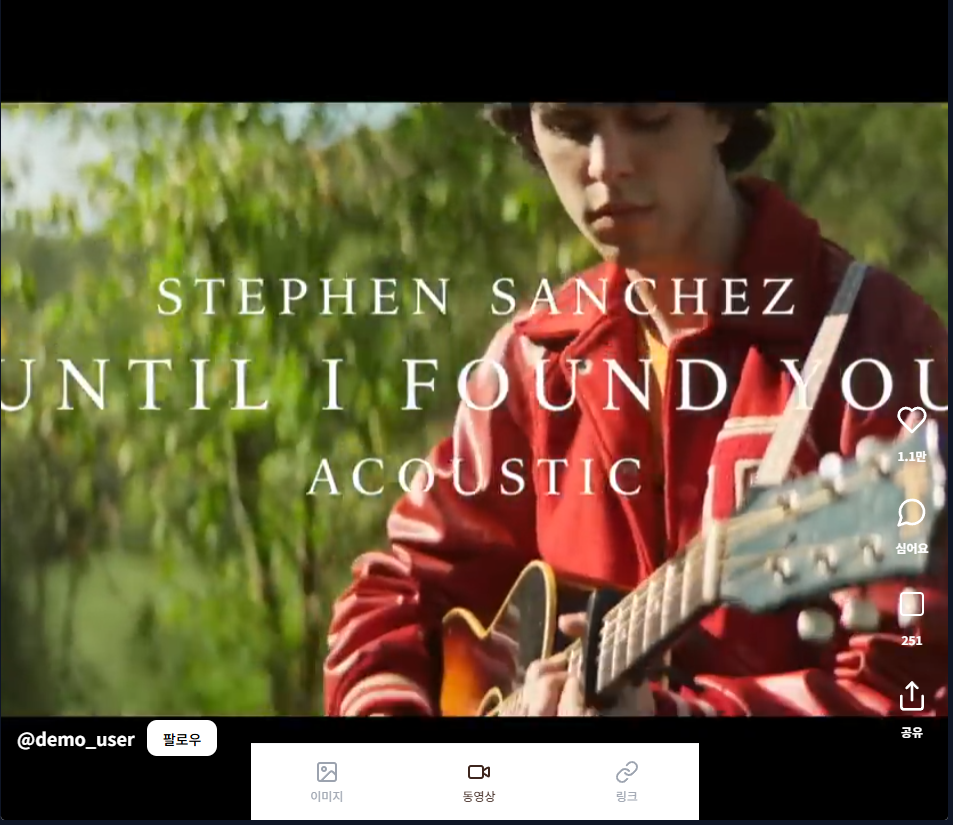 STEPHEN SANCHEZ
UNTIL I FOUND YOU
ACOUSTIC
1.1만
심어요
251
공유
@demo_user
팔로우
이미지
동영상
링크